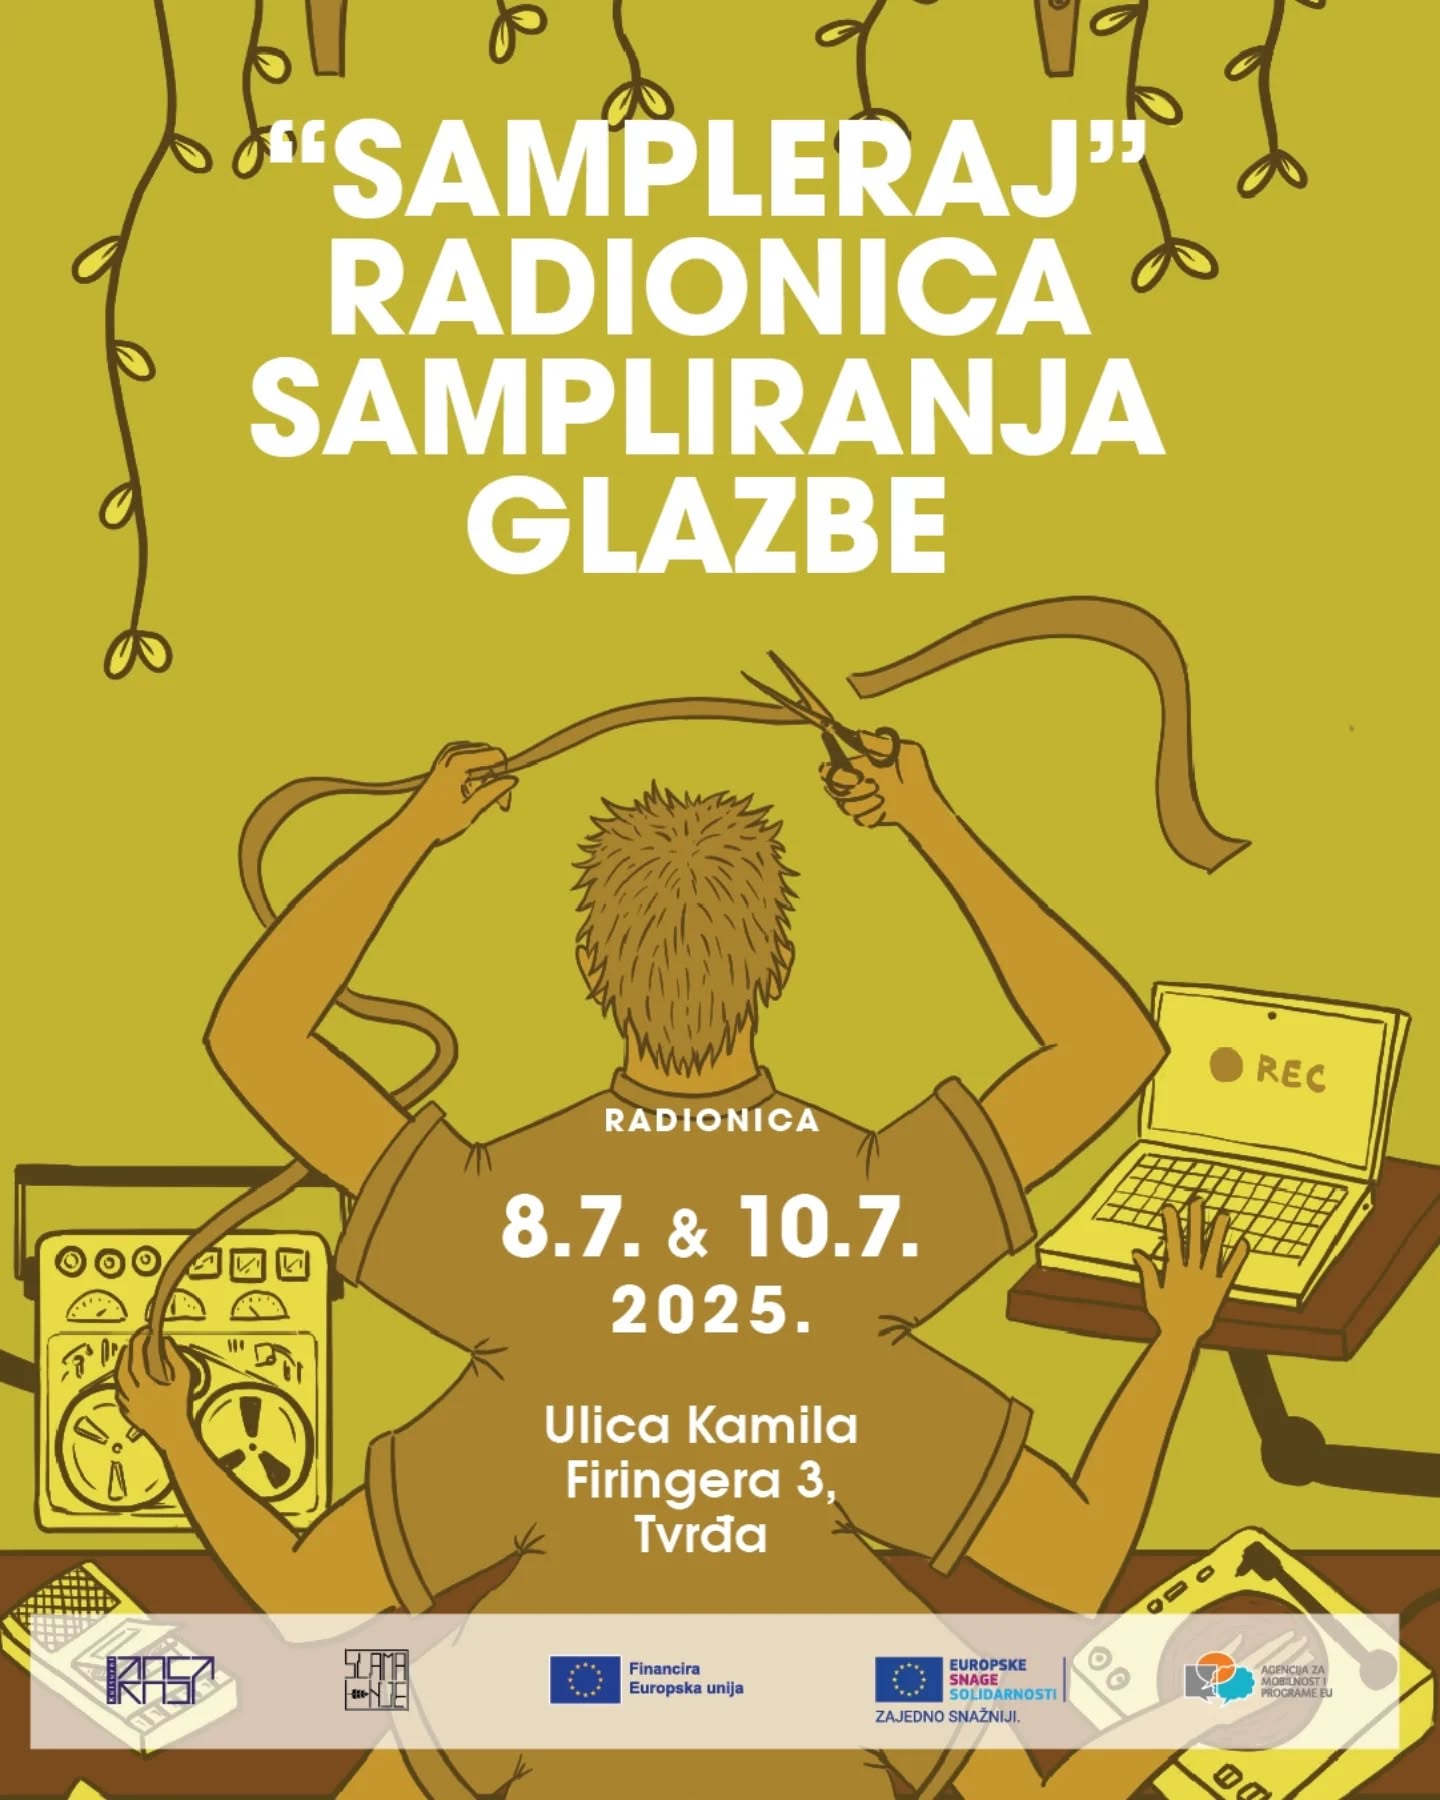 “SAMPLERAJ”
RADIONICA
SAMPLIRANJA
GLAZBE
REC
RADIONICA
8.7. & 10.7.
2025.
Ulica Kamila
Firingera 3,
Tvrđa
SLAMA
Financira
Europska unija
EUROPSKE
SNAGE
SOLIDARNOSTI
ZAJEDNO SNAŽNIJI.
AGENCIJA ZA
MOBILNOST I
PROGRAME EU